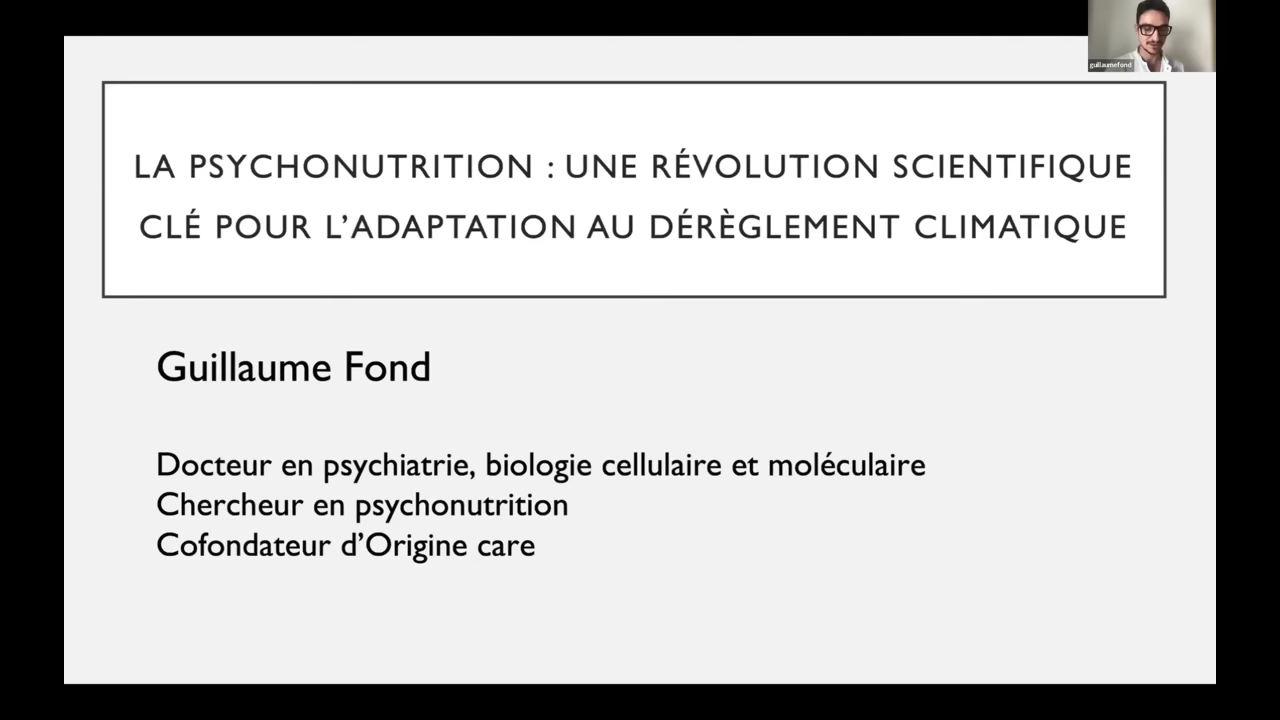 guillaumefond
LA PSYCHONUTRITION : UNE RÉVOLUTION SCIENTIFIQUE
CLÉ POUR L’ADAPTATION AU DÉRÈGLEMENT CLIMATIQUE
Guillaume Fond
Docteur en psychiatrie, biologie cellulaire et moléculaire
Chercheur en psychonutrition
Cofondateur d’Origine care